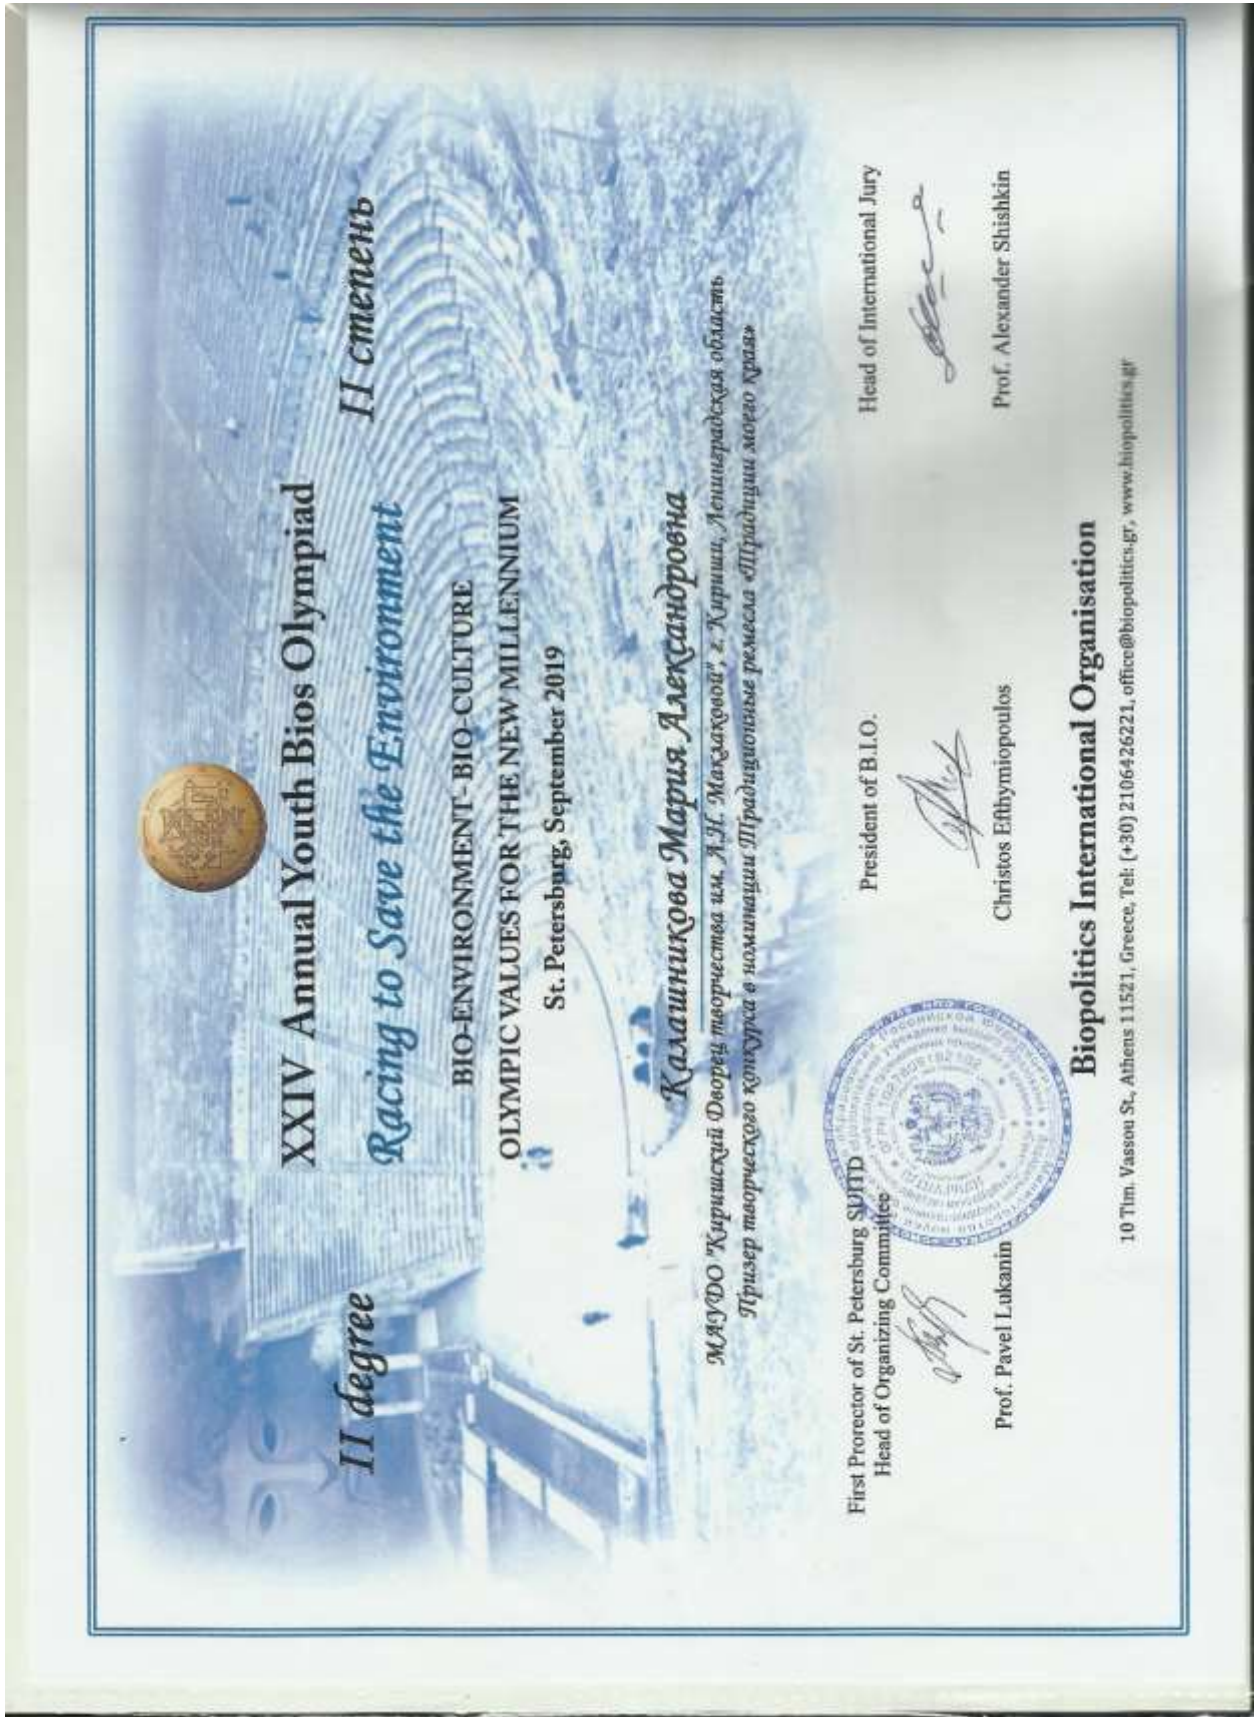 XXIV Annual Youth Bios Olympiad
II degree
II степень
Racing to Save the Environment
BIO-ENVIRONMENT- BIO-CULTURE
OLYMPIC VALUES FOR THE NEW MILLENNIUM
St. Petersburg, September 2019
Калашникова Мария Александровна
МАУДО "Киришский Дворец творчества им. Л.Н. Маклаковой", г. Кириши, Ленинградская область
Призер творческого конкурса в номинации Традиционные ремесла «Традиции моего края»
First Prorector of St. Petersburg SUITD
Head of Organizing Committee
Prof. Pavel Lukanin
President of B.I.O.
Christos Efthymiopoulos
Head of International Jury
Prof. Alexander Shishkin
Biopolitics International Organisation
10 Tim. Vassou St., Athens 11521, Greece, Tel: (+30) 2106426221, office@biopolitics.gr, www.biopolitics.gr